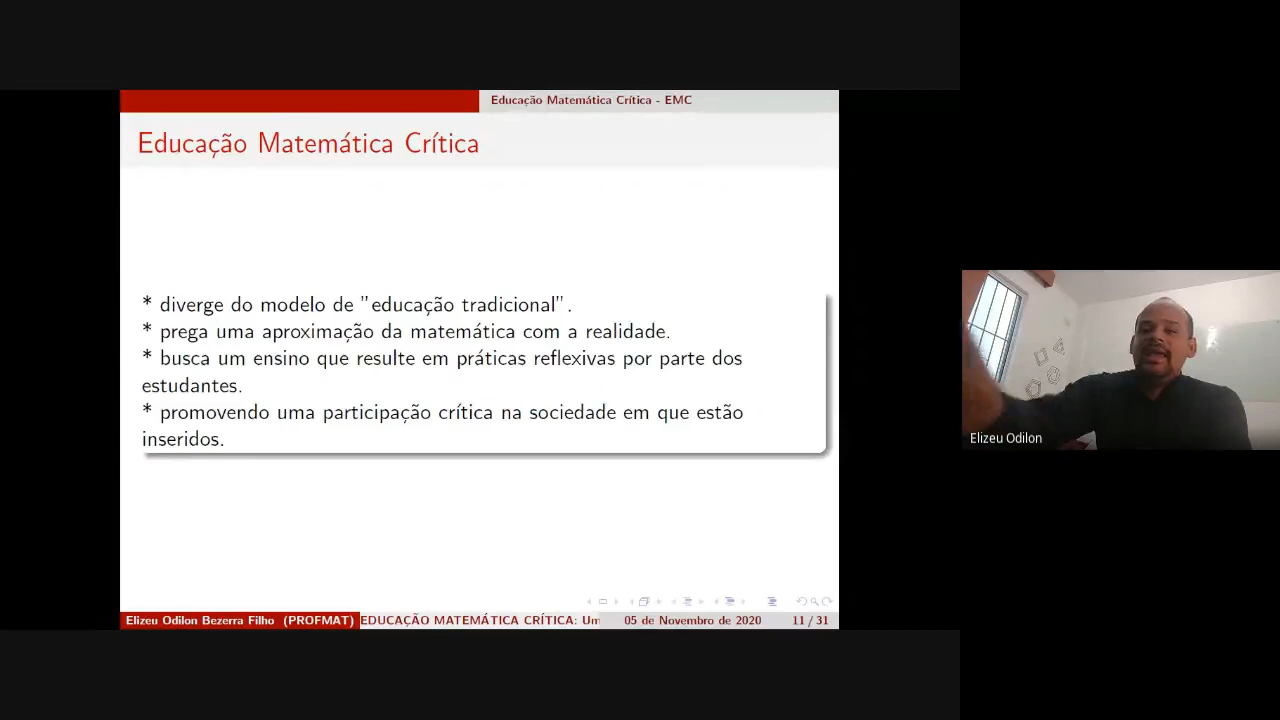 Educação Matemática Crítica - EMC
Educação Matemática Crítica
* diverge do modelo de "educação tradicional".
* prega uma aproximação da matemática com a realidade.
* busca um ensino que resulte em práticas reflexivas por parte dos
estudantes.
* promovendo uma participação crítica na sociedade em que estão
inseridos.
Elizeu Odilon
Elizeu Odilon Bezerra Filho (PROFMAT) EDUCAÇÃO MATEMÁTICA CRÍTICA: Um 05 de Novembro de 2020 11 / 31